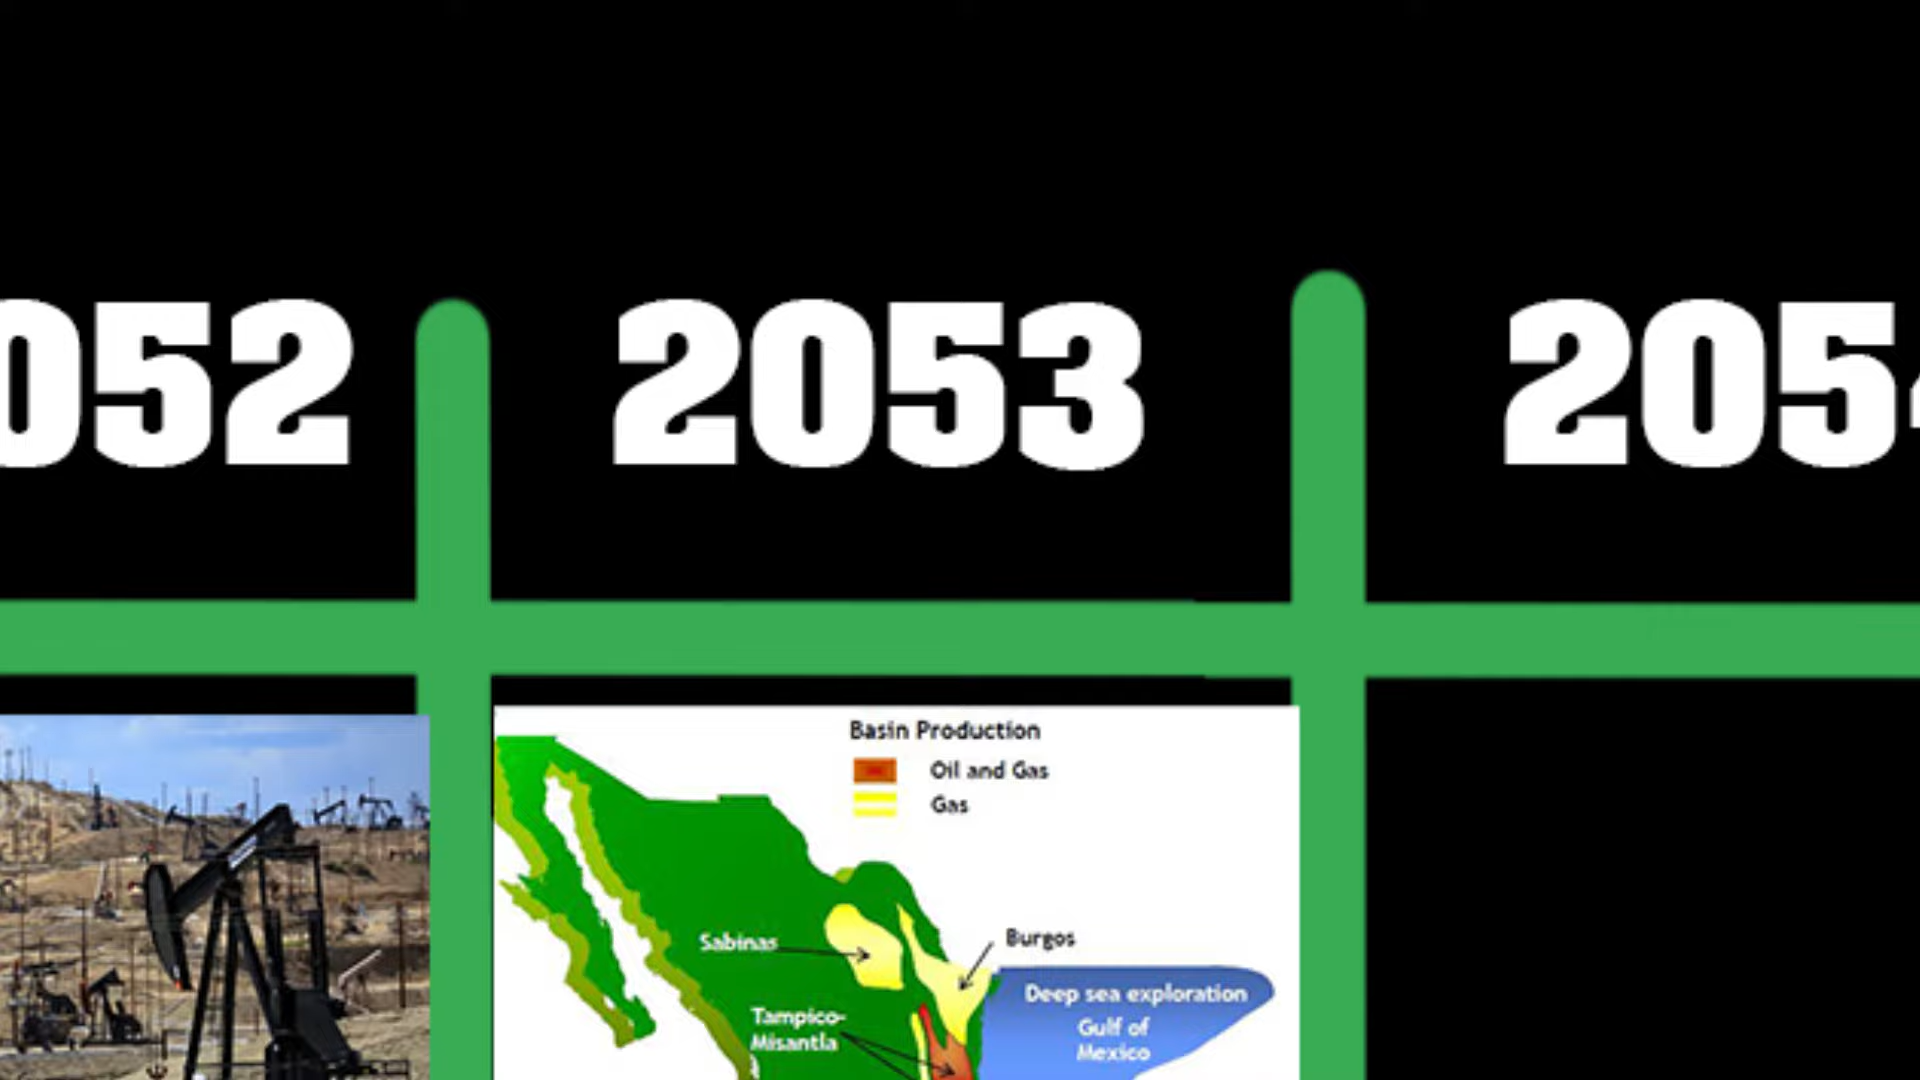 052
2053
205
Basin Production
Oil and Gas
Gas
Sabinas
Burgos
Deep sea exploration
Gulf of
Mexico
Tampico-
Misantla